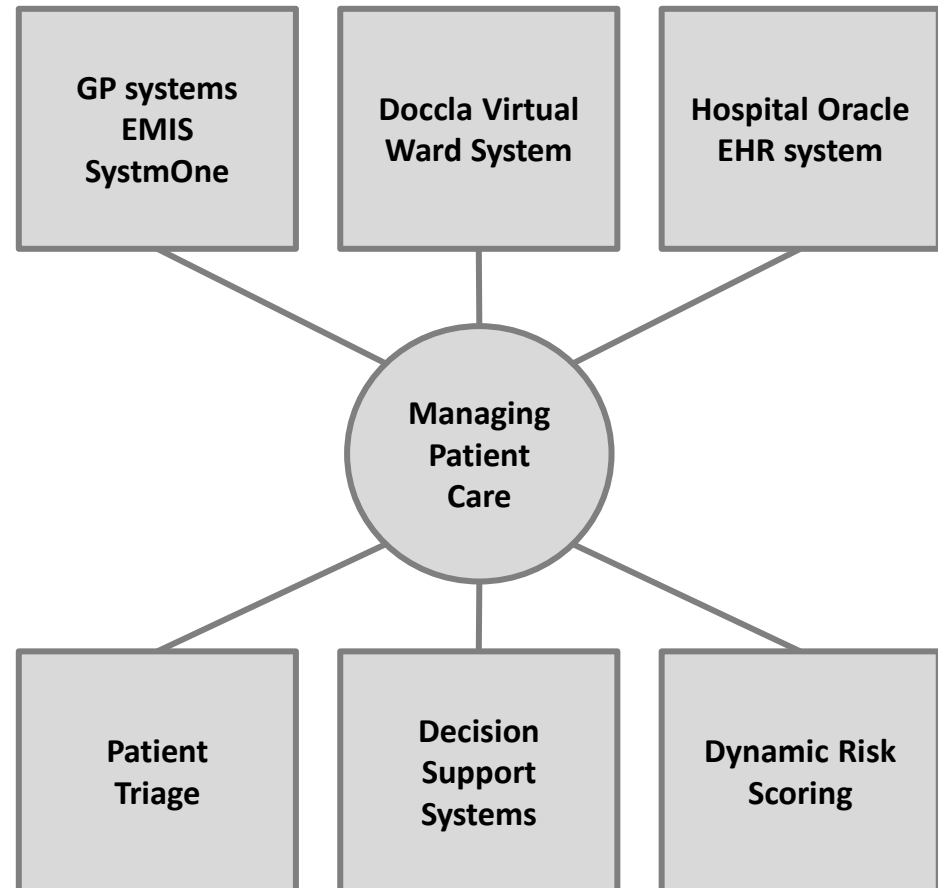 GP systems
EMIS
SystmOne
Doccla Virtual
Ward System
Hospital Oracle
EHR system
Managing
Patient
Care
Patient
Triage
Decision
Support
Systems
Dynamic Risk
Scoring